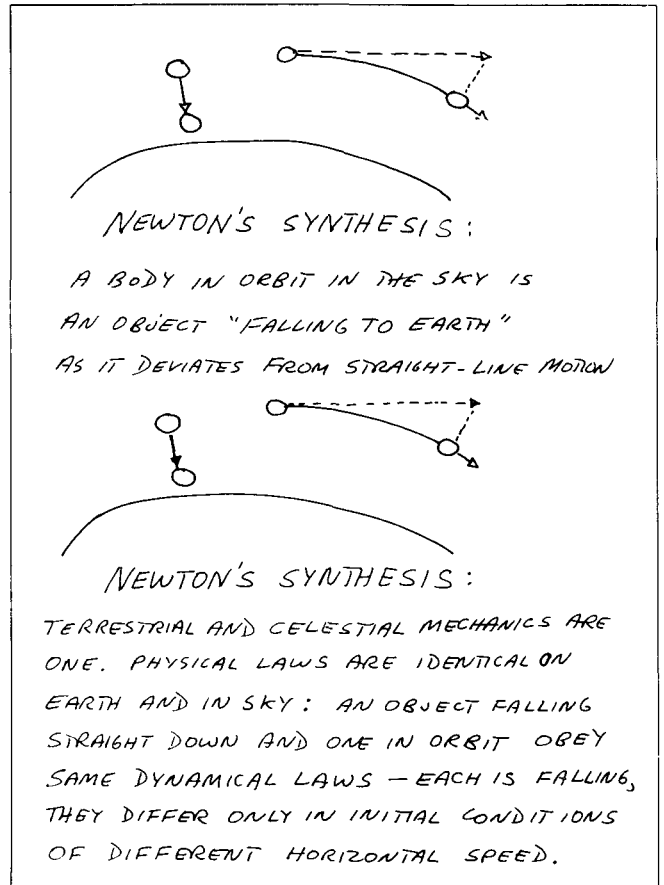 NEWTON'S SYNTHESIS:
A BODY IN ORBIT IN THE SKY IS
AN OBJECT "FALLING TO EARTH"
AS IT DEVIATES FROM STRAIGHT-LINE MOTION
NEWTON'S SYNTHESIS:
TERRESTRIAL AND CELESTIAL MECHANICS ARE
ONE. PHYSICAL LAWS ARE IDENTICAL ON
EARTH AND IN SKY: AN OBJECT FALLING
STRAIGHT DOWN AND ONE IN ORBIT OBEY
SAME DYNAMICAL LAWS — EACH IS FALLING,
THEY DIFFER ONLY IN INITIAL CONDITIONS
OF DIFFERENT HORIZONTAL SPEED.